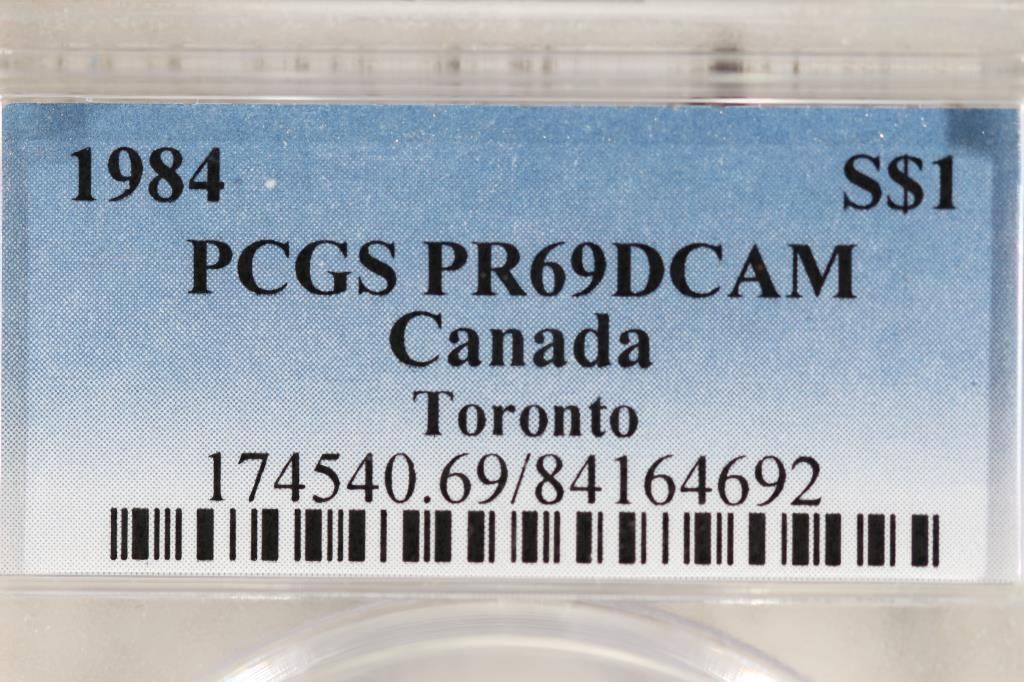 1984 S$1
PCGS PR69DCAM
Canada
Toronto
174540.69/84164692